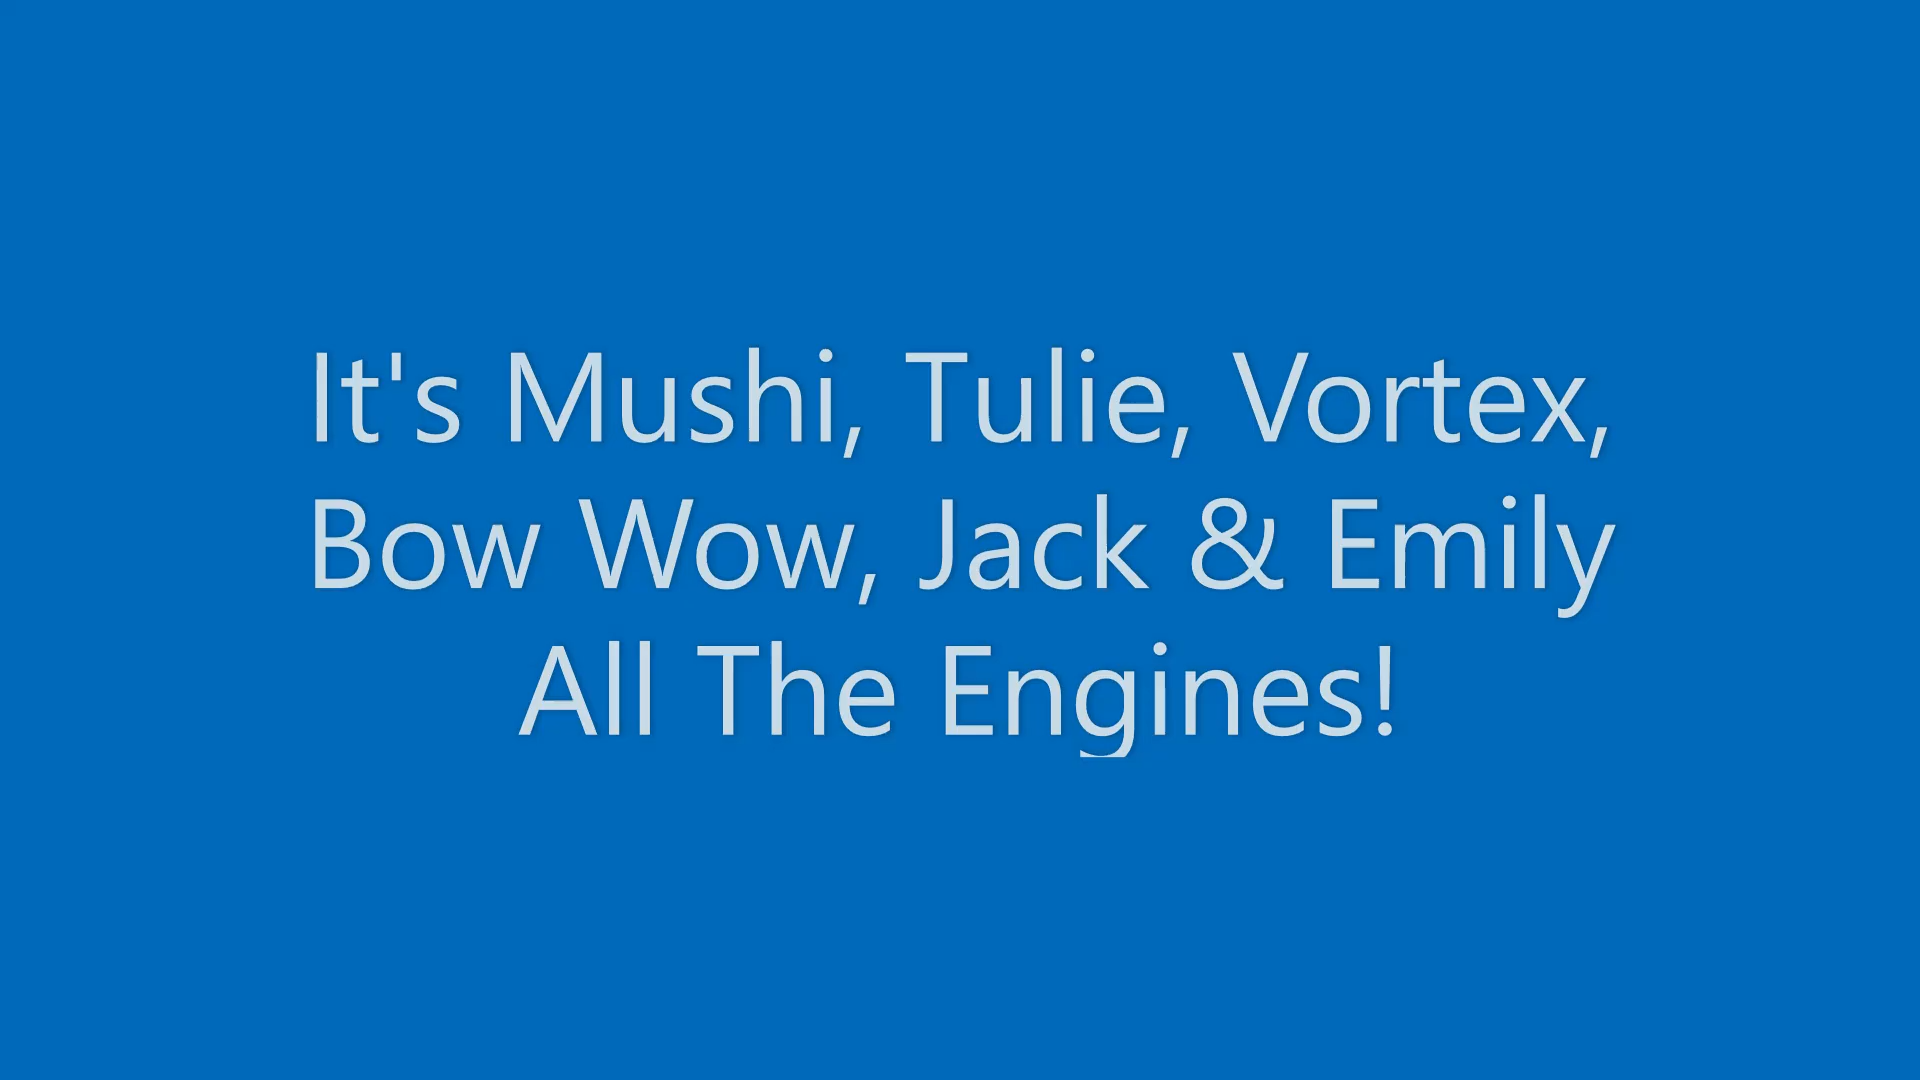 It's Mushi, Tulie, Vortex,
Bow Wow, Jack & Emily
All The Engines!